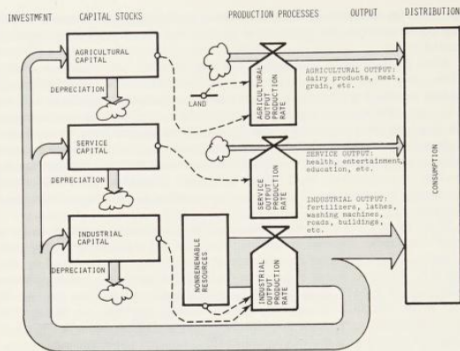 INVESTMENT
CAPITAL STOCKS
PRODUCTION PROCESSES
OUTPUT
DISTRIBUTION
AGRICULTURAL
CAPITAL
DEPRECIATION
LAND
AGRICULTURAL
OUTPUT
PRODUCTION
RATE
AGRICULTURAL OUTPUT:
dairy products, meat,
grain, etc.
SERVICE
CAPITAL
DEPRECIATION
SERVICE
OUTPUT
PRODUCTION
RATE
SERVICE OUTPUT:
health, entertainment,
education, etc.
INDUSTRIAL
CAPITAL
DEPRECIATION
NONRENEWABLE
RESOURCES
INDUSTRIAL
OUTPUT
PRODUCTION
RATE
INDUSTRIAL OUTPUT:
fertilizers, lathes,
washing machines,
roads, buildings,
etc.
CONSUMPTION